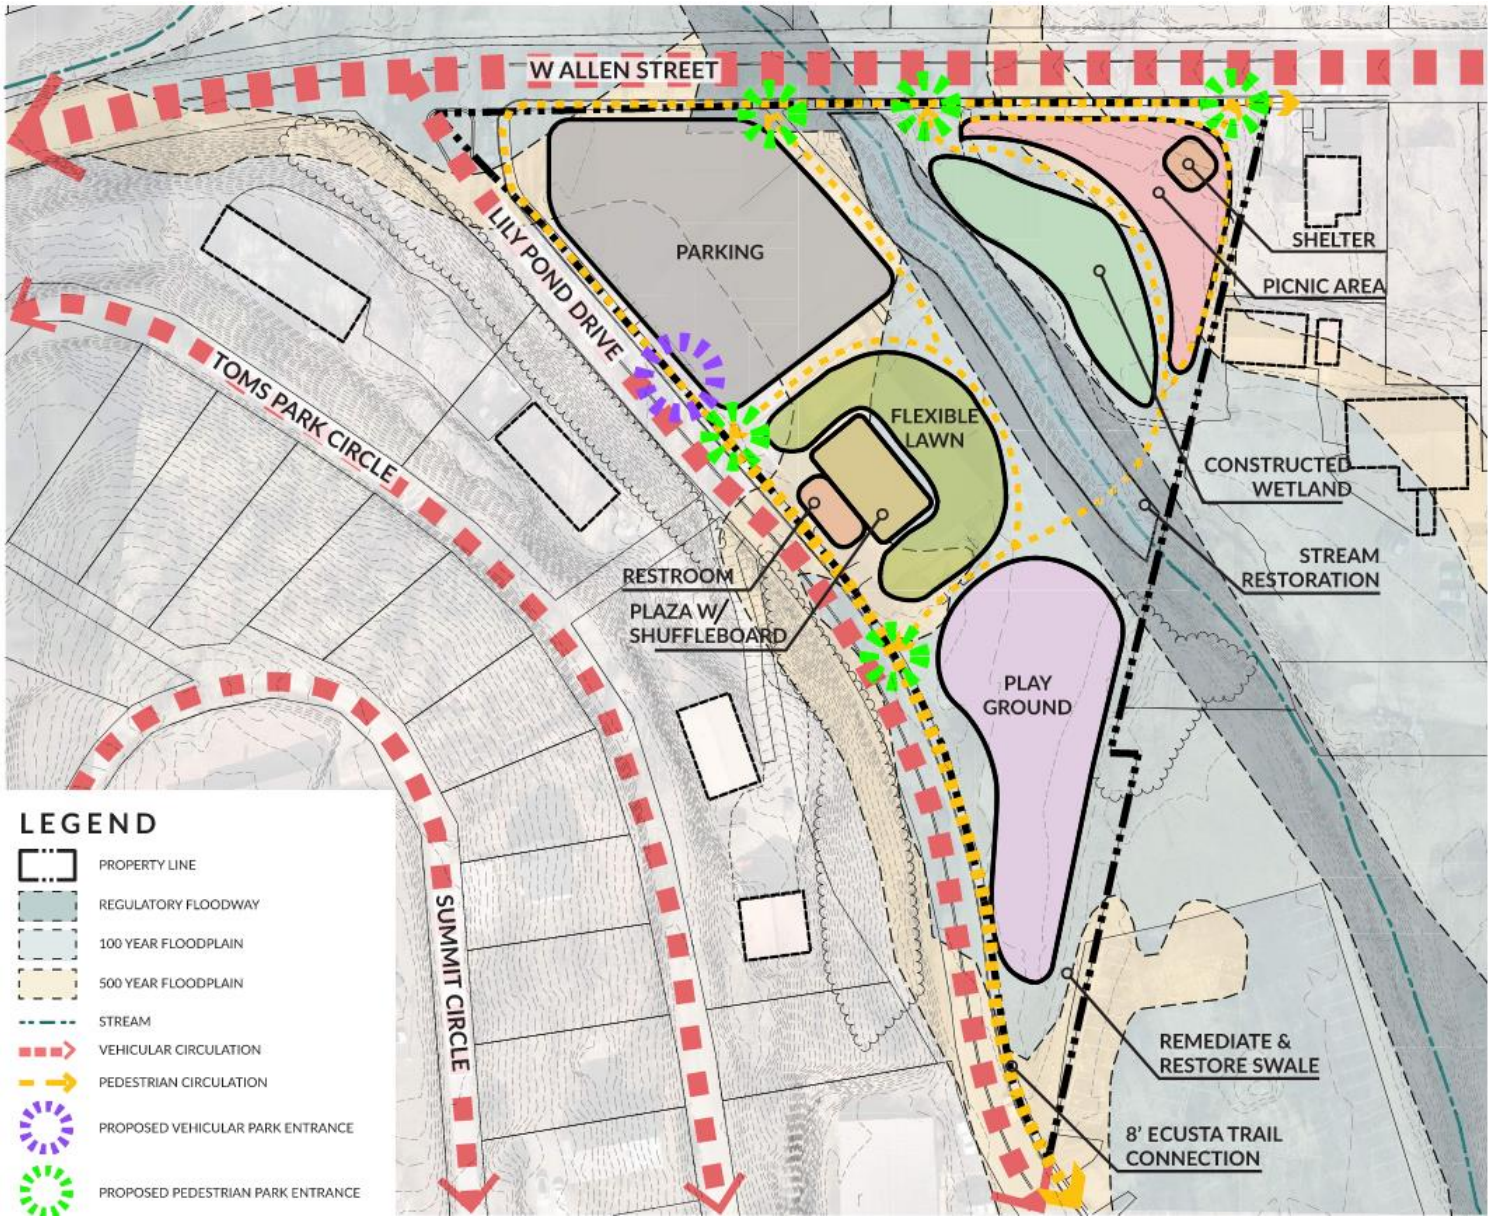 W ALLEN STREET
LILY POND DRIVE
PARKING
SHELTER
PICNIC AREA
TOMS PARK CIRCLE
FLEXIBLE
LAWN
CONSTRUCTED
WETLAND
STREAM
RESTORATION
RESTROOM
PLAZA W/
SHUFFLEBOARD
PLAY
GROUND
SUMMIT CIRCLE
REMEDIATE &
RESTORE SWALE
8' ECUSTA TRAIL
CONNECTION
LEGEND
PROPERTY LINE
REGULATORY FLOODWAY
100 YEAR FLOODPLAIN
500 YEAR FLOODPLAIN
STREAM
VEHICULAR CIRCULATION
PEDESTRIAN CIRCULATION
PROPOSED VEHICULAR PARK ENTRANCE
PROPOSED PEDESTRIAN PARK ENTRANCE